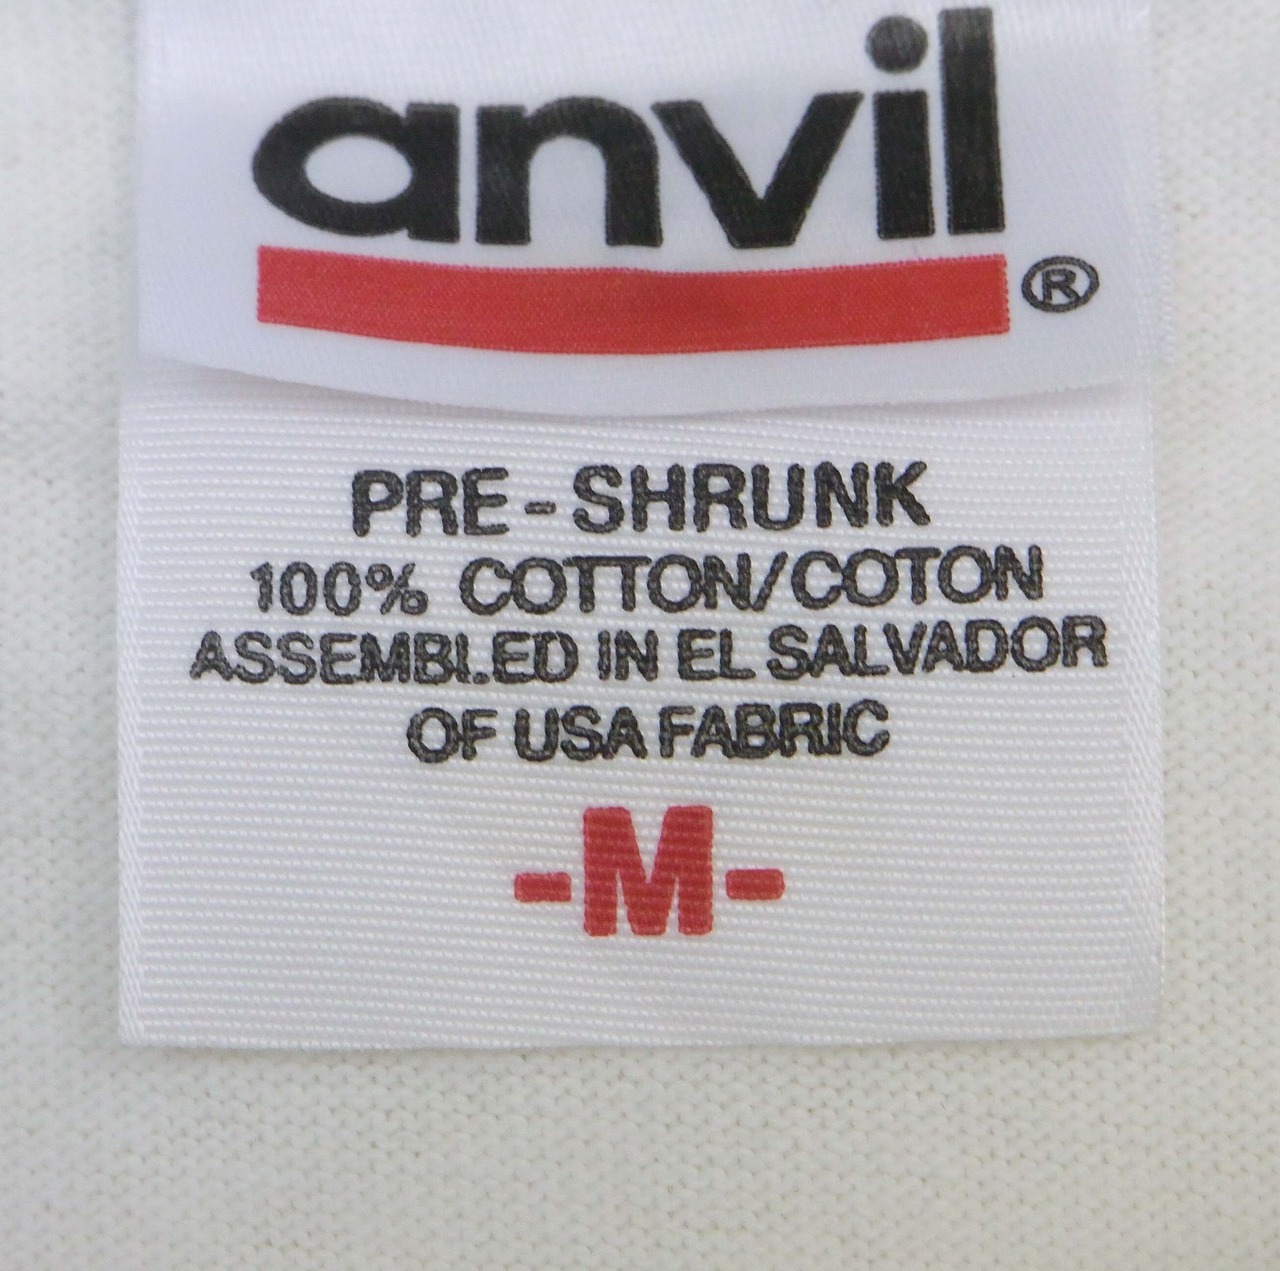 anvil ®
PRE-SHRUNK
100% COTTON/COTON
ASSEMBLED IN EL SALVADOR
OF USA FABRIC
-M-